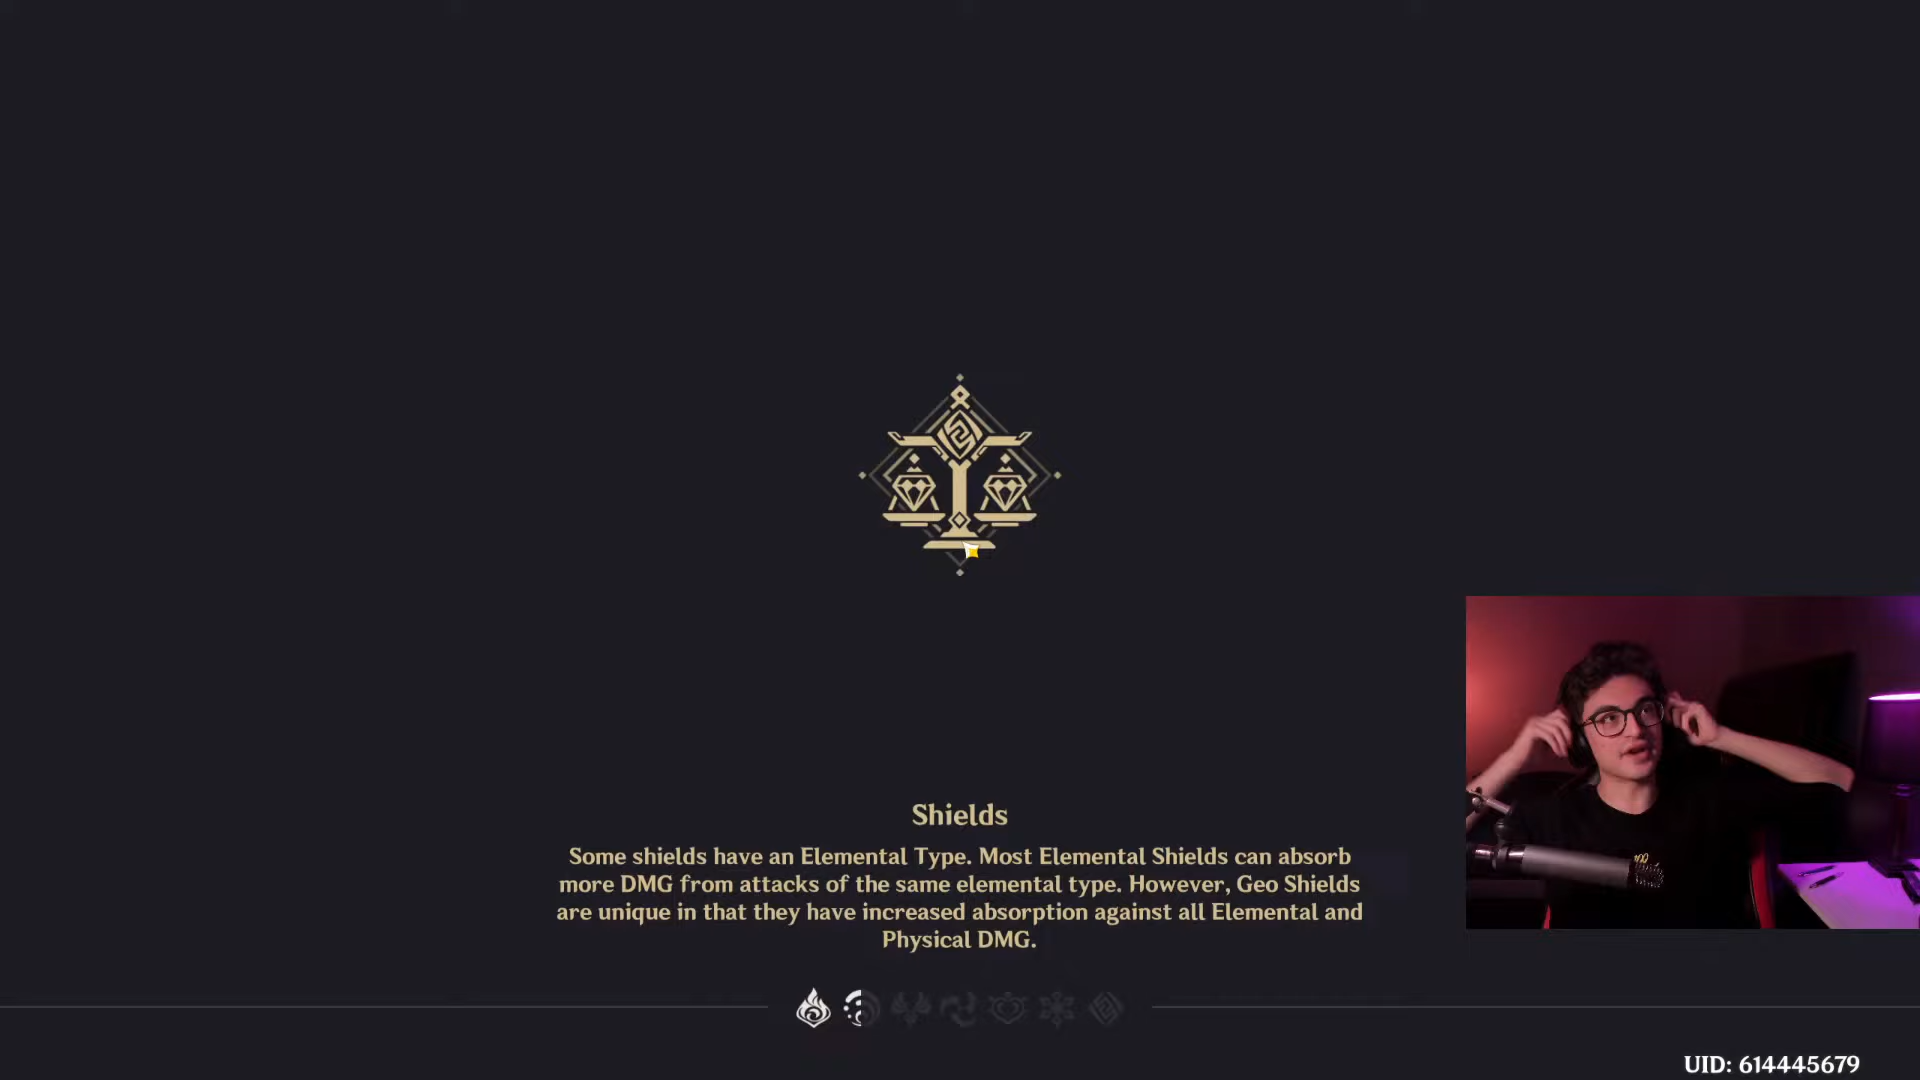 Shields
Some shields have an Elemental Type. Most Elemental Shields can absorb
more DMG from attacks of the same elemental type. However, Geo Shields
are unique in that they have increased absorption against all Elemental and
Physical DMG.
UID: 614445679